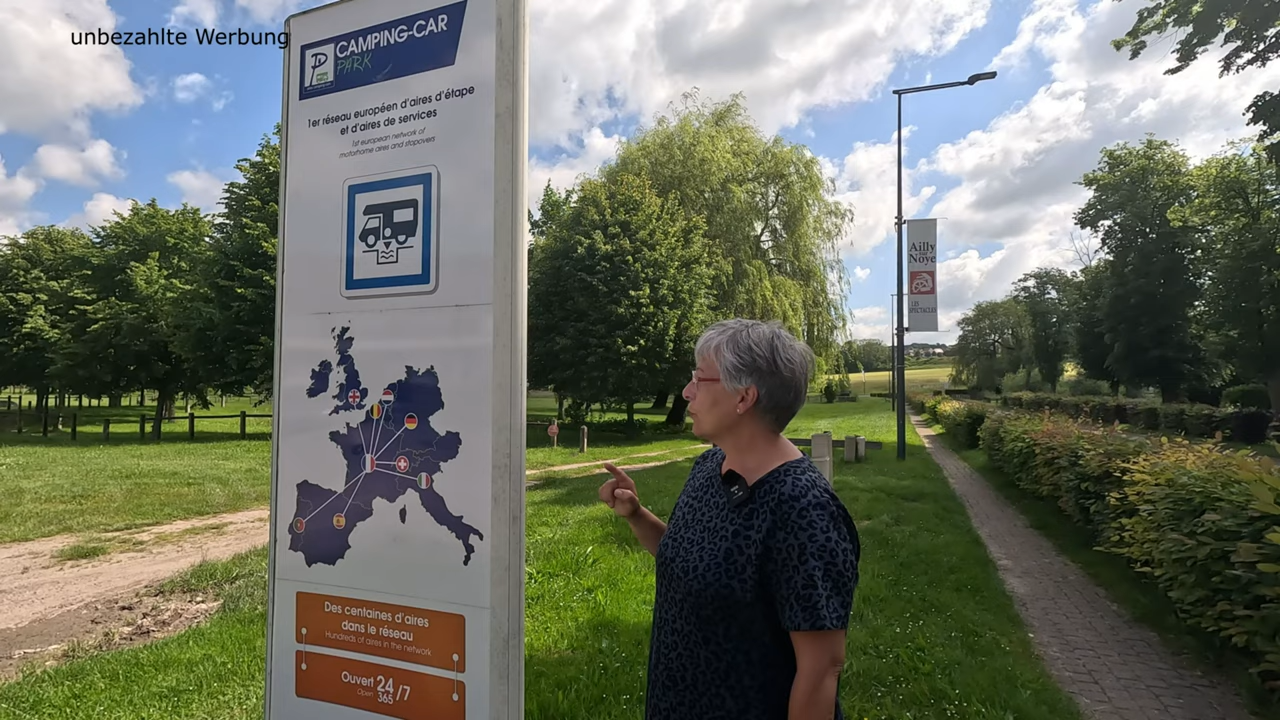 unbezahlte Werbung
CAMPING-CAR
PARK
1er réseau européen d'aires d'étape
et d'aires de services
1st european network of
motorhome aires and stopovers
Ailly
Noye
LES
SPECTACLES
Des centaines d'aires
dans le réseau
Hundreds of aires in the network
Ouvert 24/7
Open 365